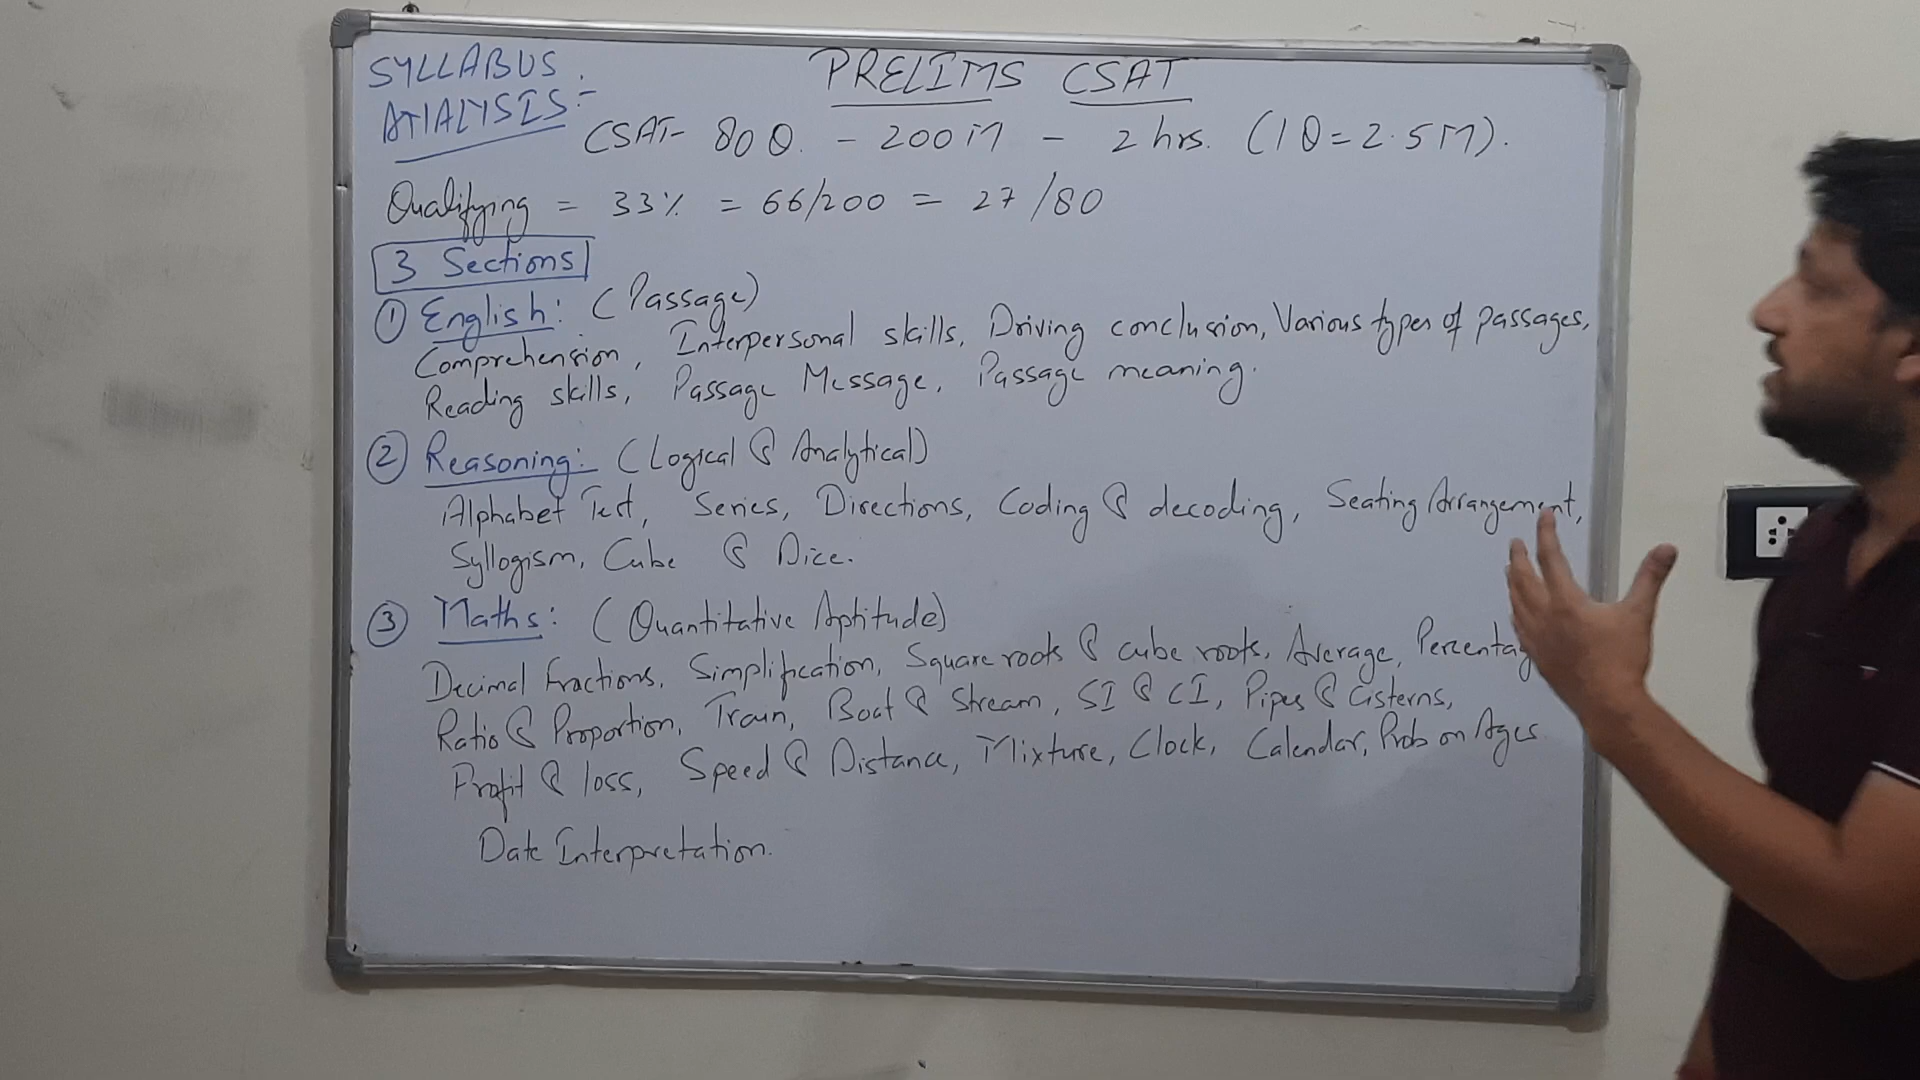 SYLLABUS
ANALYSIS:-
PRELIMS CSAT
CSAT- 80 Q. - 200 M - 2 hrs. (1Q = 2.5 M).
Qualifying = 33% = 66/200 = 27/80
3 Sections
① English: (Passage)
Comprehension, Interpersonal skills, Driving conclusion, Various types of passages,
Reading skills, Passage Message, Passage meaning.
② Reasoning: (Logical & Analytical)
Alphabet Test, Series, Directions, Coding & decoding, Seating Arrangement,
Syllogism, Cube & Dice.
③ Maths: (Quantitative Aptitude)
Decimal Fractions, Simplification, Square roots & cube roots, Average, Percentag
Ratio & Proportion, Train, Boat & Stream, SI & CI, Pipes & Cisterns,
Profit & loss, Speed & Distance, Mixture, Clock, Calendar, Prob on Ages
Date Interpretation.